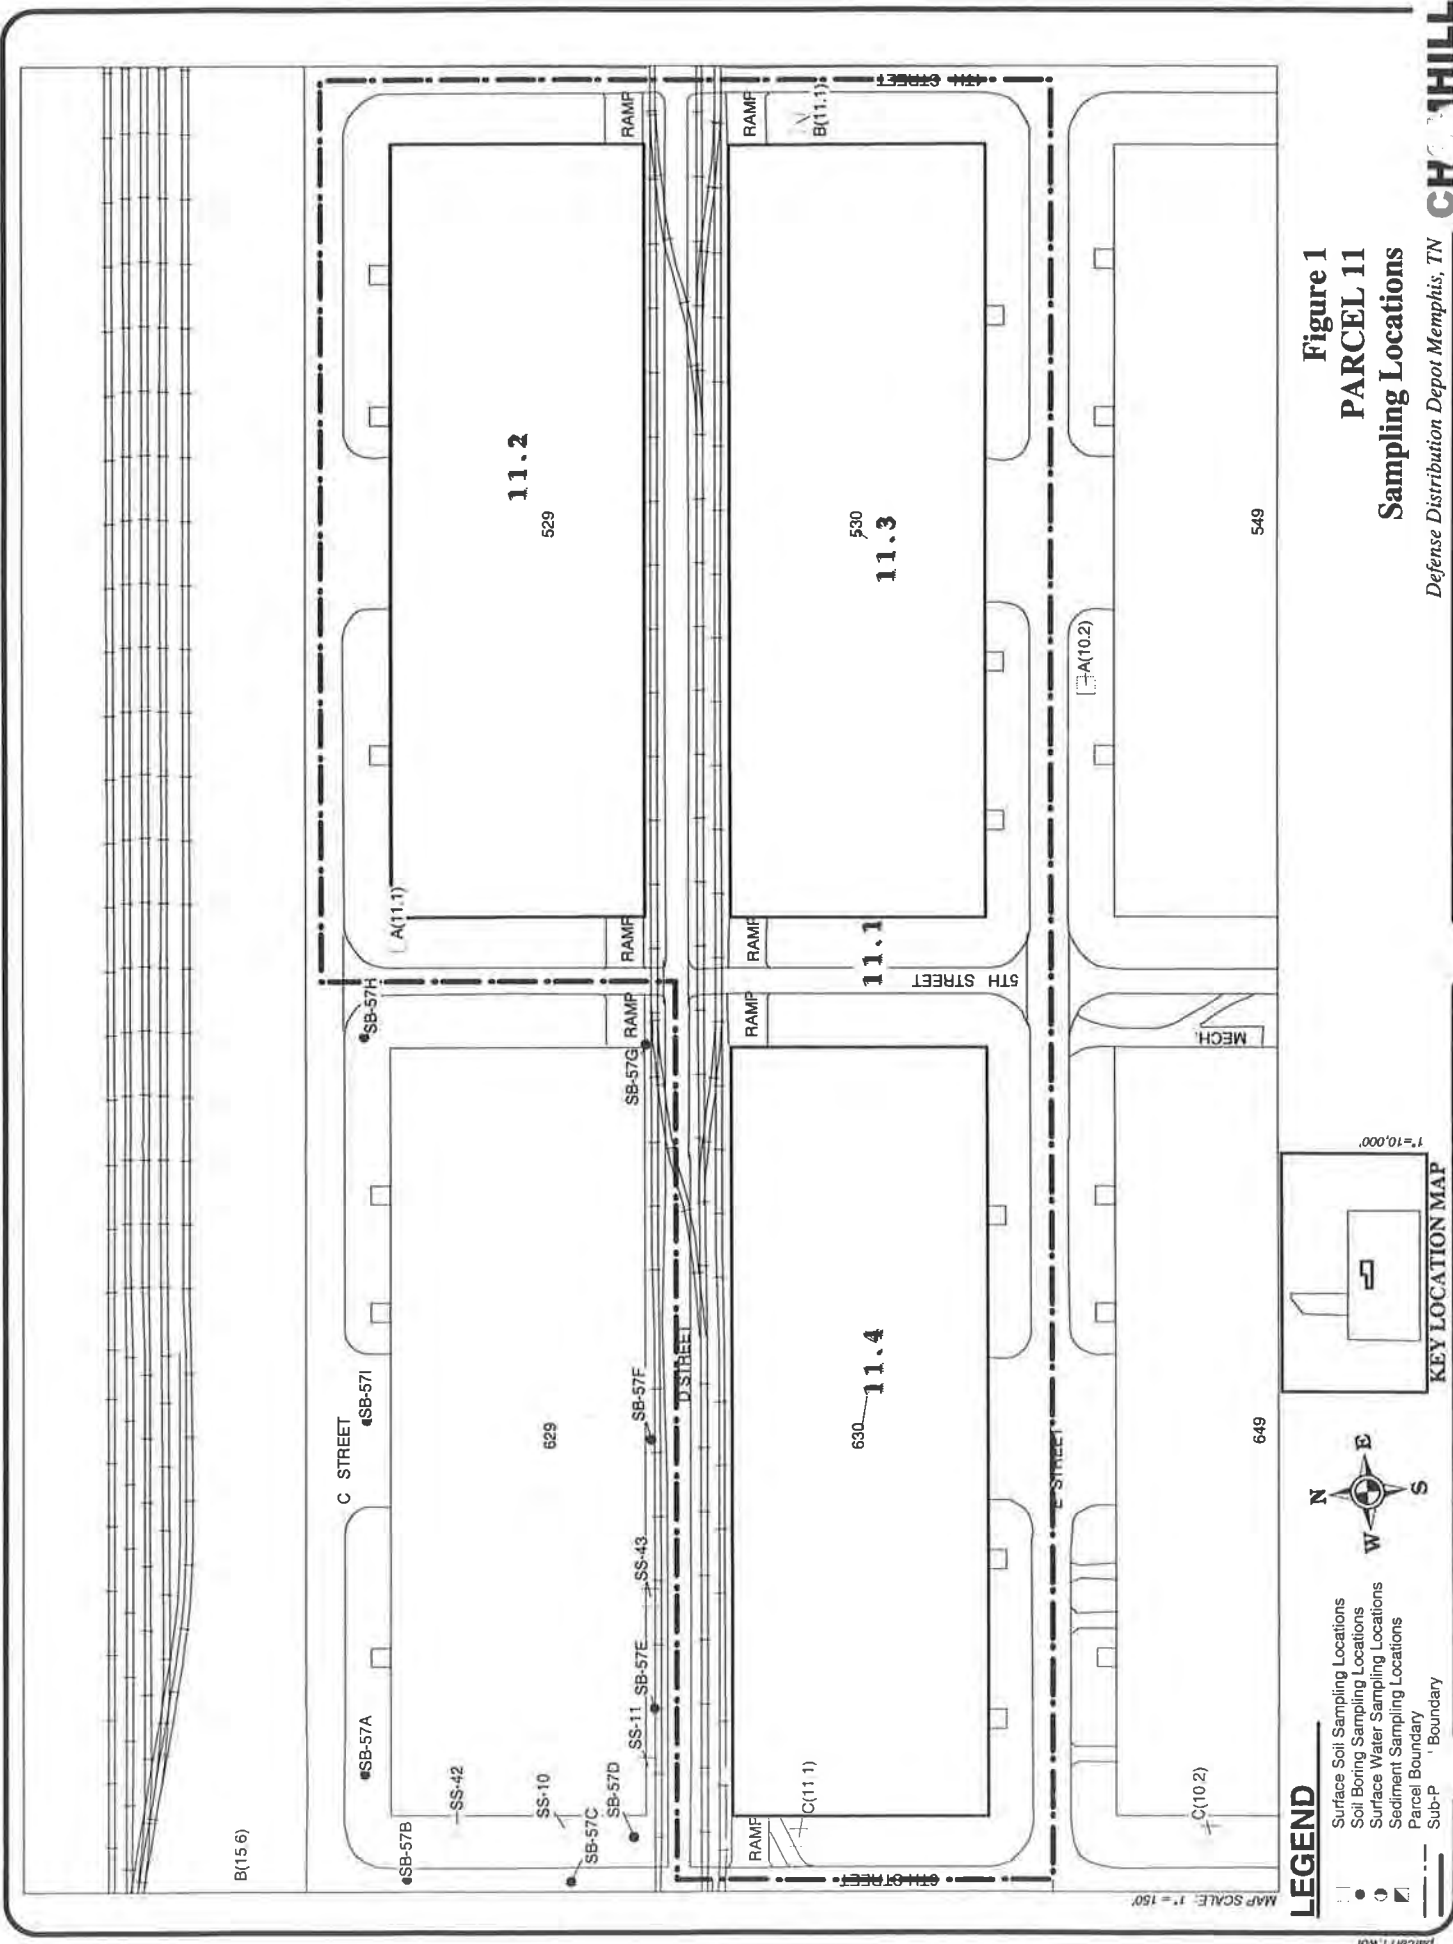 B(15.6)
C STREET
SB-57A
SB-57I
SB-57H
SB-57B
SS-42
SS-10
SB-57C
SB-57D
SS-11
SB-57E
SS-43
SB-57F
SB-57G
629
529
11.2
A(11.1)
RAMP
RAMP
RAMP
D STREET
RAMP
RAMP
RAMP
RAMP
C(11.1)
B(11.1)
630
11.4
11.1
530
11.3
6TH STREET
5TH STREET
4TH STREET
E STREET
A(10.2)
C(10.2)
MECH.
649
549
MAP SCALE: 1" = 150'
LEGEND
Surface Soil Sampling Locations
Soil Boring Sampling Locations
Surface Water Sampling Locations
Sediment Sampling Locations
Parcel Boundary
Sub-P Boundary
N
W E
S
1"=10,000'
KEY LOCATION MAP
Figure 1
PARCEL 11
Sampling Locations
Defense Distribution Depot Memphis, TN